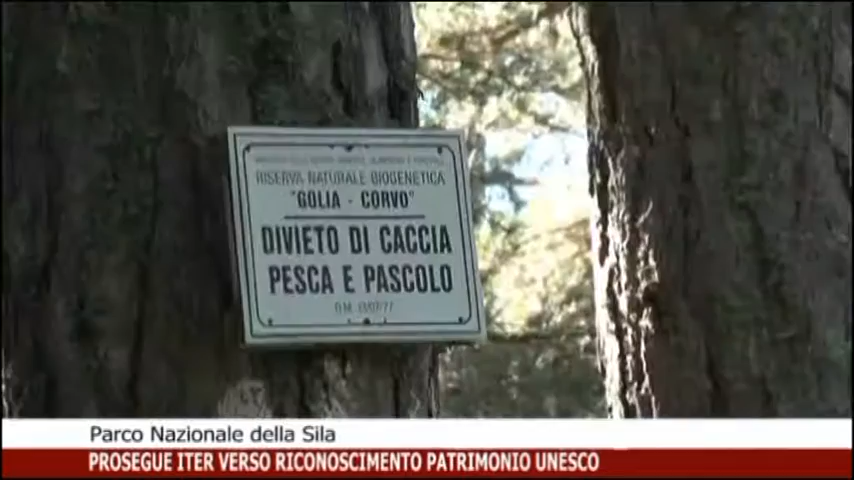 RISERVA NATURALE BIOGENETICA
"GOLIA - CORVO"
DIVIETO DI CACCIA
PESCA E PASCOLO
Parco Nazionale della Sila
PROSEGUE ITER VERSO RICONOSCIMENTO PATRIMONIO UNESCO